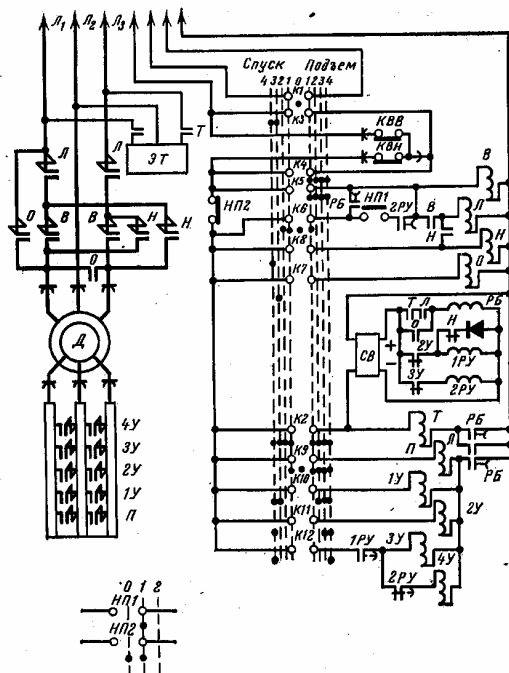 Л1 Л2 Л3
Спуск Подъем
4 3 2 1 0 1 2 3 4
К1
К3
КВВ
КВН
Т
ЭТ
Л Л
К4
К5
В
РБ
НП1
2РУ
В
Л
НП2
К6
О В В Н Н
Н
Н
К8
О
К7
О
Т Л
РБ
О
Н
Д
СВ
+
2У
1РУ
-
3У
2РУ
К2
Т
РБ
4У
К9
П
Л
3У
РБ
К10
2У
1У
1У
2У
К11
П
К12
1РУ
3У
4У
2РУ
0 1 2
НП1
НП2